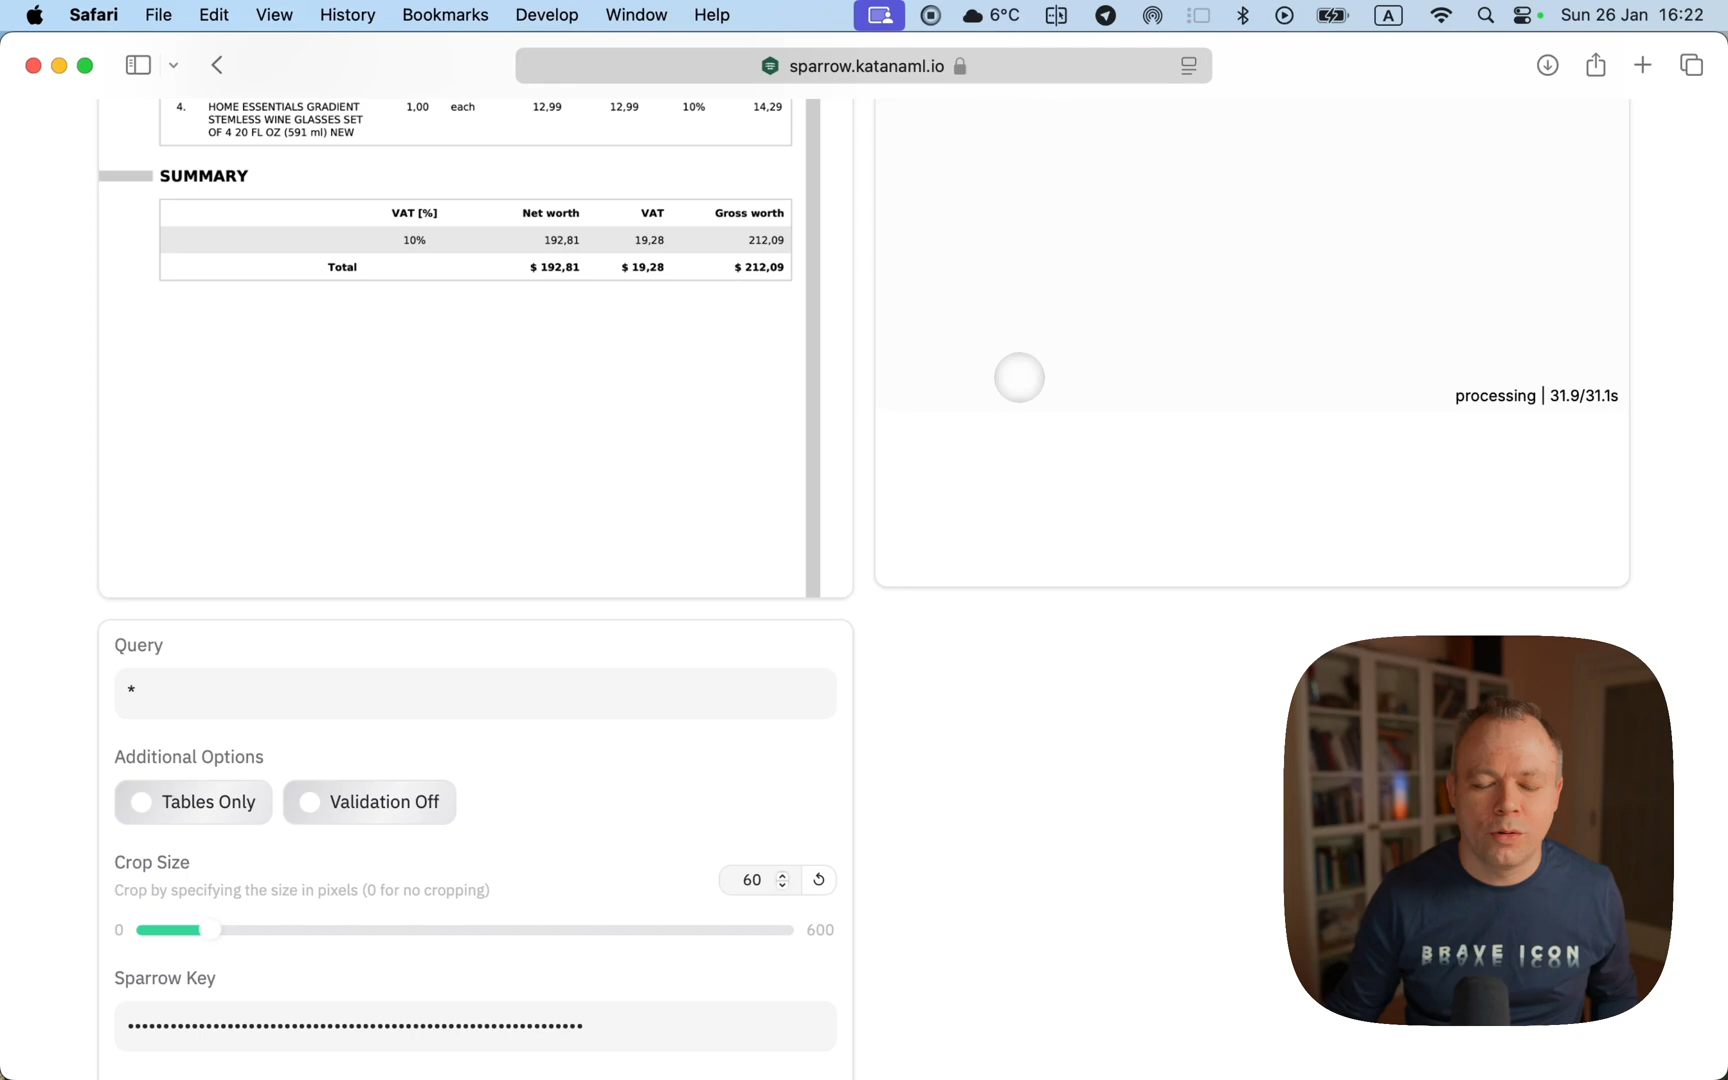 Safari File Edit View History Bookmarks Develop Window Help 6°C A Sun 26 Jan 16:22
sparrow.katanaml.io
4. HOME ESSENTIALS GRADIENT 1,00 each 12,99 12,99 10% 14,29
STEMLESS WINE GLASSES SET
OF 4 20 FL OZ (591 ml) NEW
SUMMARY
VAT [%] Net worth VAT Gross worth
10% 192,81 19,28 212,09
Total $ 192,81 $ 19,28 $ 212,09
processing | 31.9/31.1s
Query
*
Additional Options
Tables Only Validation Off
Crop Size
60
Crop by specifying the size in pixels (0 for no cropping)
0 600
Sparrow Key
BRAVE ICON